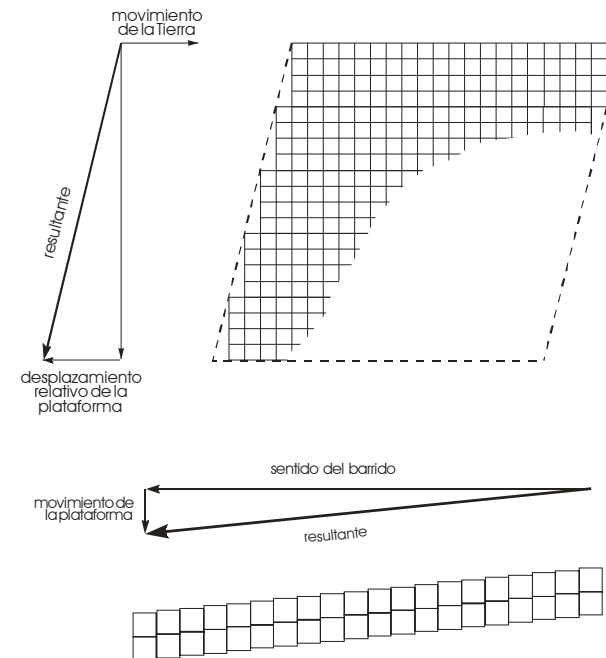 movimiento
de la Tierra
resultante
desplazamiento
relativo de la
plataforma
sentido del barrido
movimiento de
la plataforma
resultante